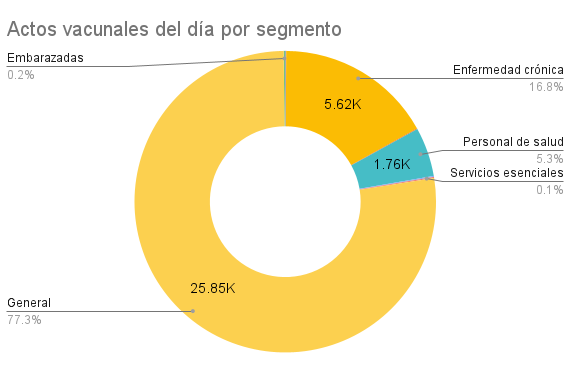 Actos vacunales del día por segmento
Embarazadas
0.2%
Enfermedad crónica
16.8%
5.62K
Personal de salud
5.3%
1.76K
Servicios esenciales
0.1%
25.85K
General
77.3%